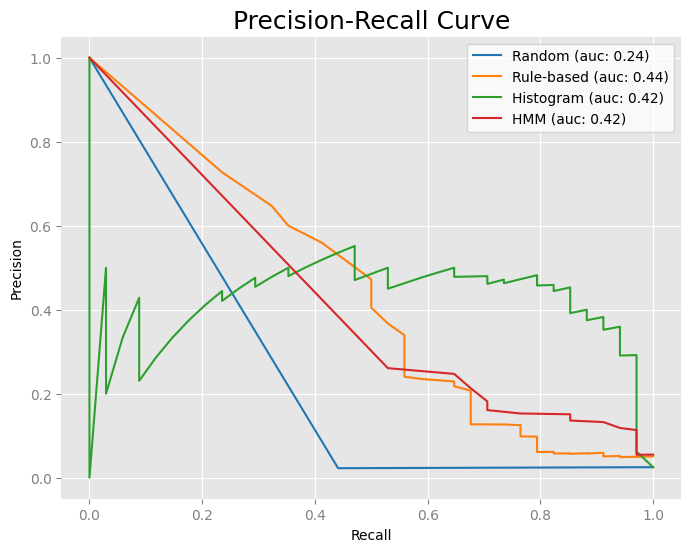 Precision-Recall Curve
Random (auc: 0.24)
Rule-based (auc: 0.44)
Histogram (auc: 0.42)
HMM (auc: 0.42)
Precision
1.0
0.8
0.6
0.4
0.2
0.0
0.0 0.2 0.4 0.6 0.8 1.0
Recall